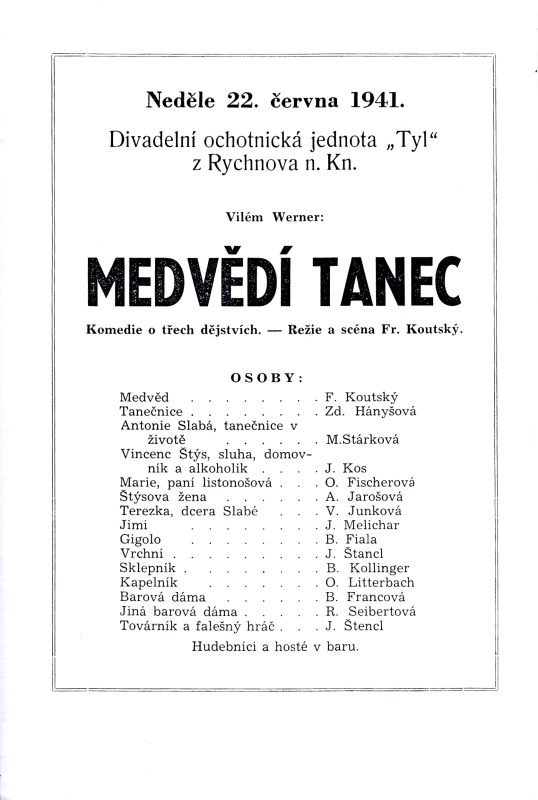 Neděle 22. června 1941.
Divadelní ochotnická jednota „Tyl“
z Rychnova n. Kn.
Vilém Werner:
MEDVĚDÍ TANEC
Komedie o třech dějstvích. — Režie a scéna Fr. Koutský.
OSOBY:
Medvěd . . . . . . . . F. Koutský
Tanečnice . . . . . . . . Zd. Hányšová
Antonie Slabá, tanečnice v
životě . . . . . . M.Stárková
Vincenc Štýs, sluha, domov-
ník a alkoholik . . . . J. Kos
Marie, paní listonošová . . . O. Fischerová
Štýsova žena . . . . . . A. Jarošová
Terezka, dcera Slabé . . . V. Junková
Jimi . . . . . . . . J. Melichar
Gigolo . . . . . . . . B. Fiala
Vrchní . . . . . . . . . J. Štancl
Sklepník . . . . . . . . B. Kollinger
Kapelník . . . . . . . O. Litterbach
Barová dáma . . . . . . B. Francová
Jiná barová dáma . . . . . R. Seibertová
Továrník a falešný hráč . . . J. Štencl
Hudebníci a hosté v baru.